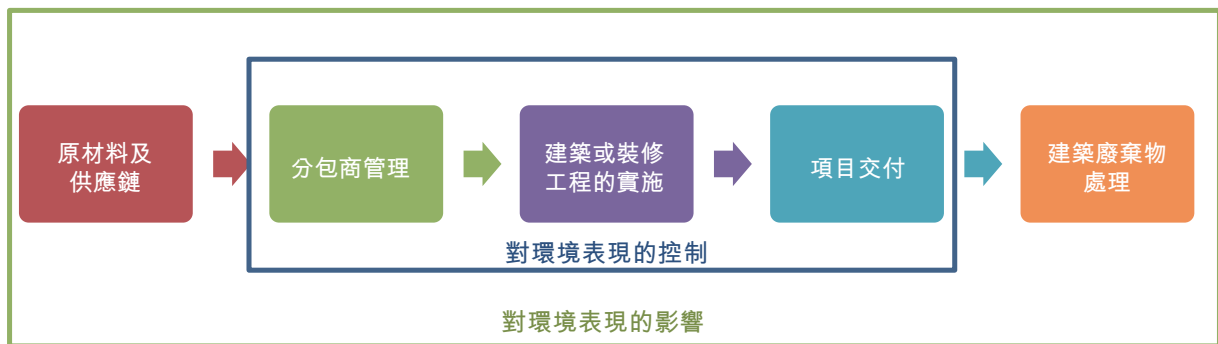 原材料及
供應鏈
分包商管理
建築或裝修
工程的實施
項目交付
建築廢棄物
處理
對環境表現的控制
對環境表現的影響